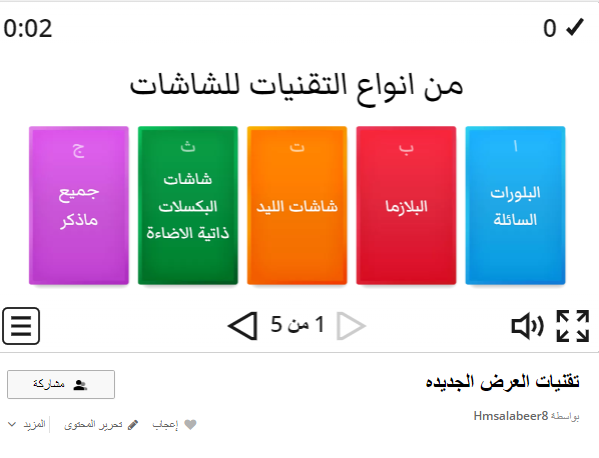 0:02
0
من انواع التقنيات للشاشات
ا
البلورات
السائلة
ب
البلازما
ت
شاشات الليد
ث
شاشات
البكسلات
ذاتية الاضاءة
ج
جميع
ماذكر
1 من 5
تقنيات العرض الجديده
مشاركة
بواسطة Hmsalabeer8
إعجاب
تحرير المحتوى
المزيد